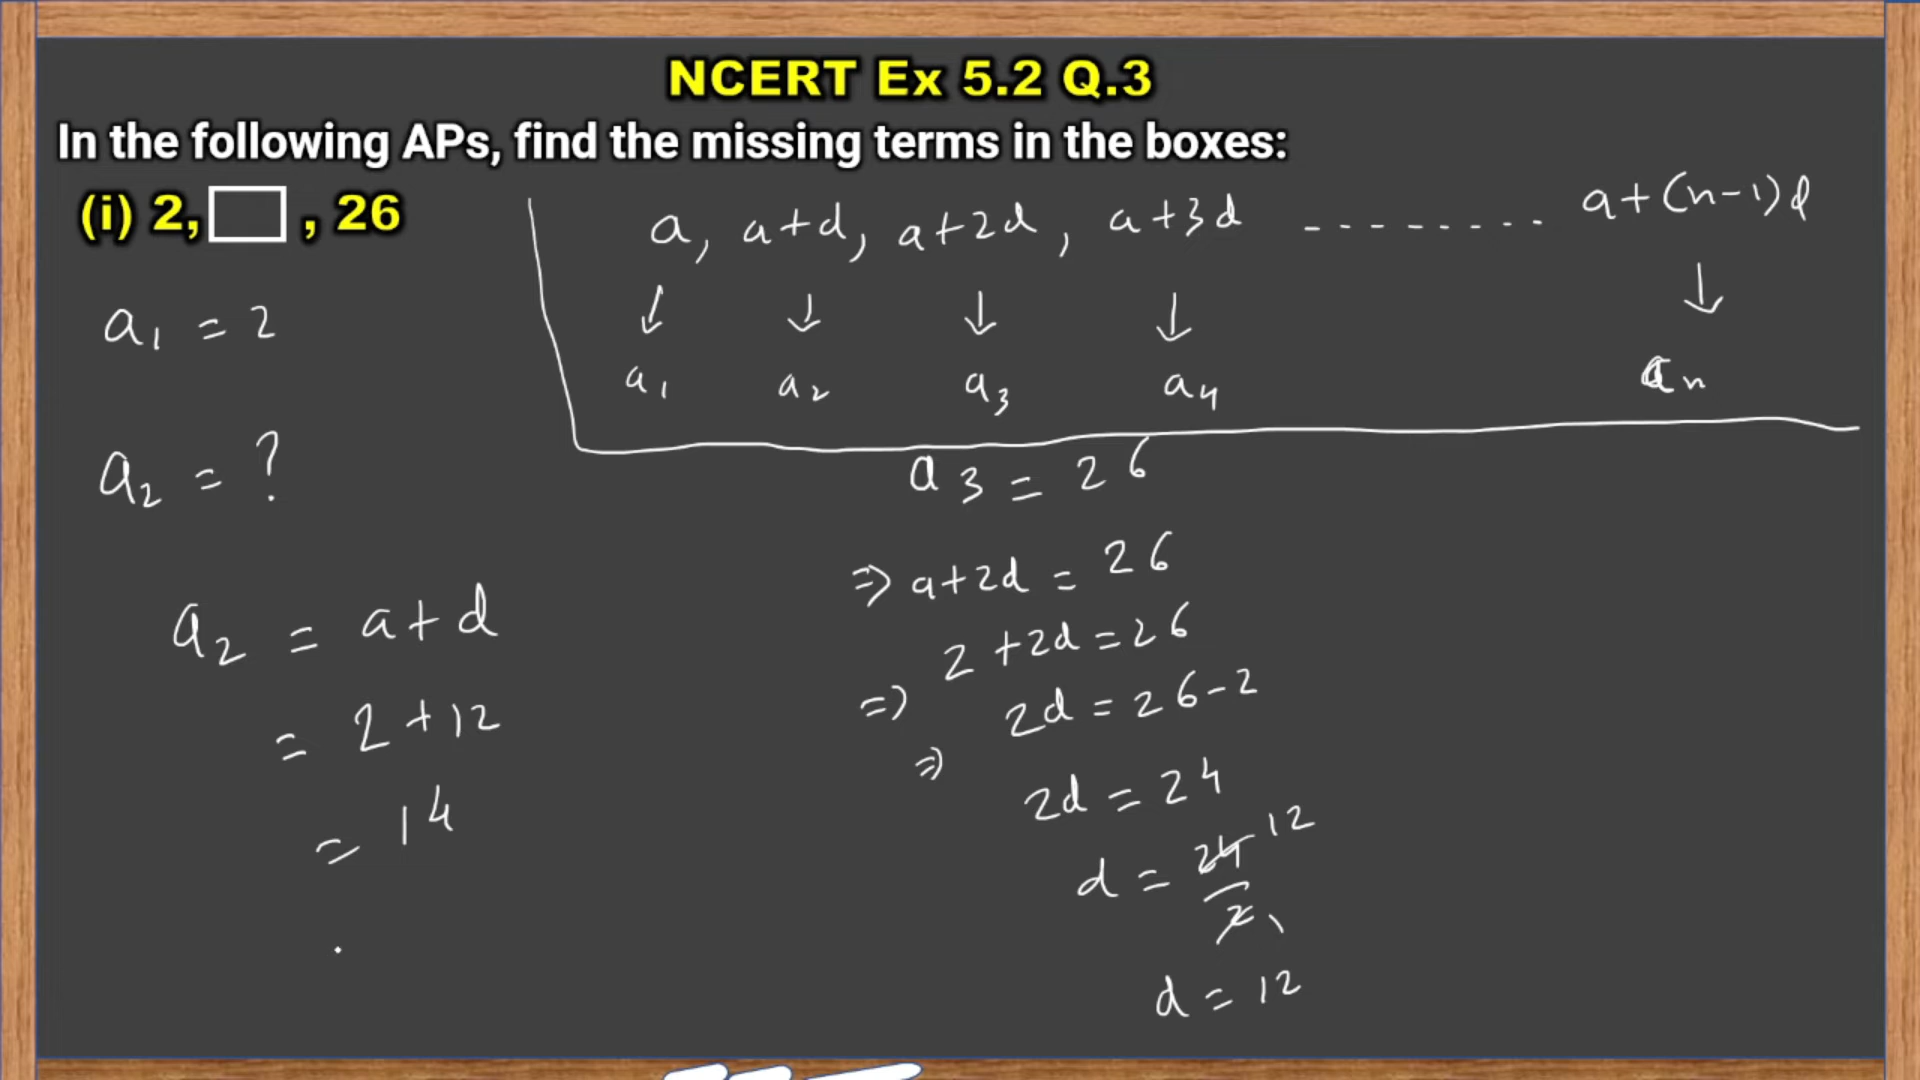 NCERT Ex 5.2 Q.3
In the following APs, find the missing terms in the boxes:
(i) 2, , 26
a, a+d, a+2d, a+3d -------- a+(n-1)d
↓ ↓ ↓ ↓ ↓
a1 a2 a3 a4 an
a1 = 2
a2 = ?
a2 = a+d
= 2+12
= 14
a3 = 26
⇒ a+2d = 26
2+2d=26
⇒ 2d = 26-2
⇒ 2d = 24
d = 24/2 12 1
d = 12